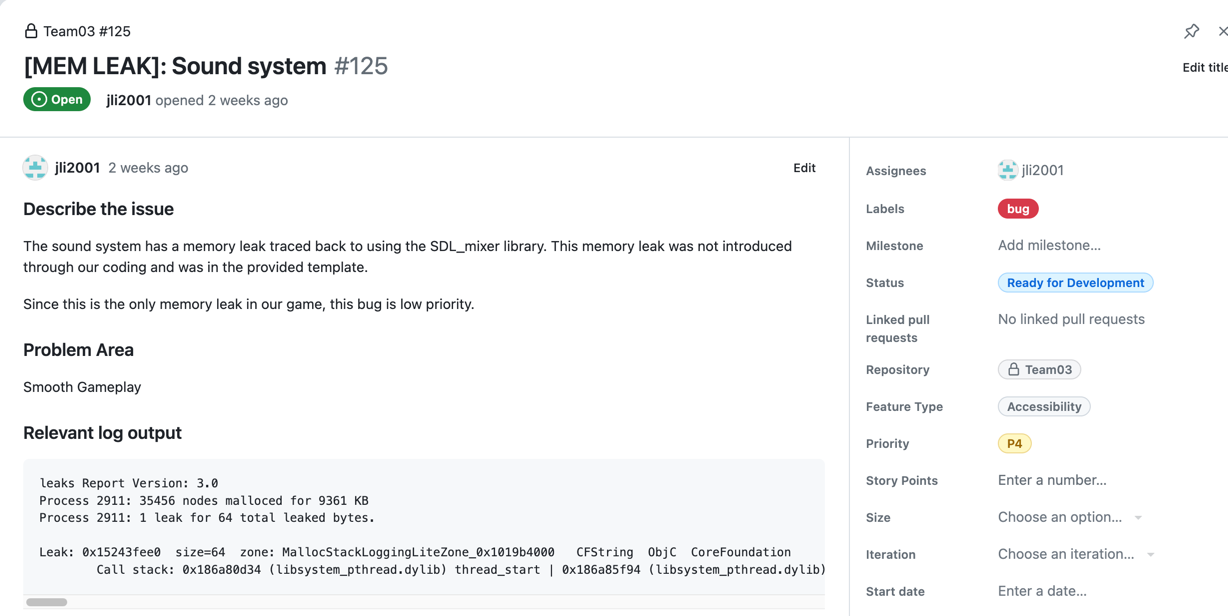 Team03 #125
[MEM LEAK]: Sound system #125
Edit title
Open jli2001 opened 2 weeks ago
jli2001 2 weeks ago Edit
Describe the issue
The sound system has a memory leak traced back to using the SDL_mixer library. This memory leak was not introduced
through our coding and was in the provided template.
Since this is the only memory leak in our game, this bug is low priority.
Problem Area
Smooth Gameplay
Relevant log output
leaks Report Version: 3.0
Process 2911: 35456 nodes malloced for 9361 KB
Process 2911: 1 leak for 64 total leaked bytes.
Leak: 0x15243fee0 size=64 zone: MallocStackLoggingLiteZone_0x1019b4000 CFString ObjC CoreFoundation
Call stack: 0x186a80d34 (libsystem_pthread.dylib) thread_start | 0x186a85f94 (libsystem_pthread.dylib)
Assignees jli2001
Labels bug
Milestone Add milestone...
Status Ready for Development
Linked pull
requests No linked pull requests
Repository Team03
Feature Type Accessibility
Priority P4
Story Points Enter a number...
Size Choose an option...
Iteration Choose an iteration...
Start date Enter a date...